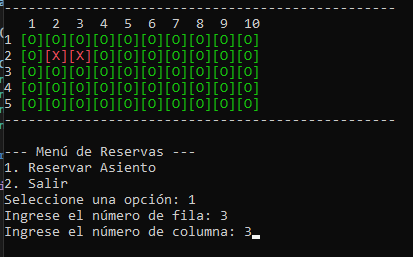 -------------------------------------------------
1 2 3 4 5 6 7 8 9 10
1 [O][O][O][O][O][O][O][O][O][O]
2 [O][X][X][O][O][O][O][O][O][O]
3 [O][O][O][O][O][O][O][O][O][O]
4 [O][O][O][O][O][O][O][O][O][O]
5 [O][O][O][O][O][O][O][O][O][O]
-------------------------------------------------
--- Menú de Reservas ---
1. Reservar Asiento
2. Salir
Seleccione una opción: 1
Ingrese el número de fila: 3
Ingrese el número de columna: 3